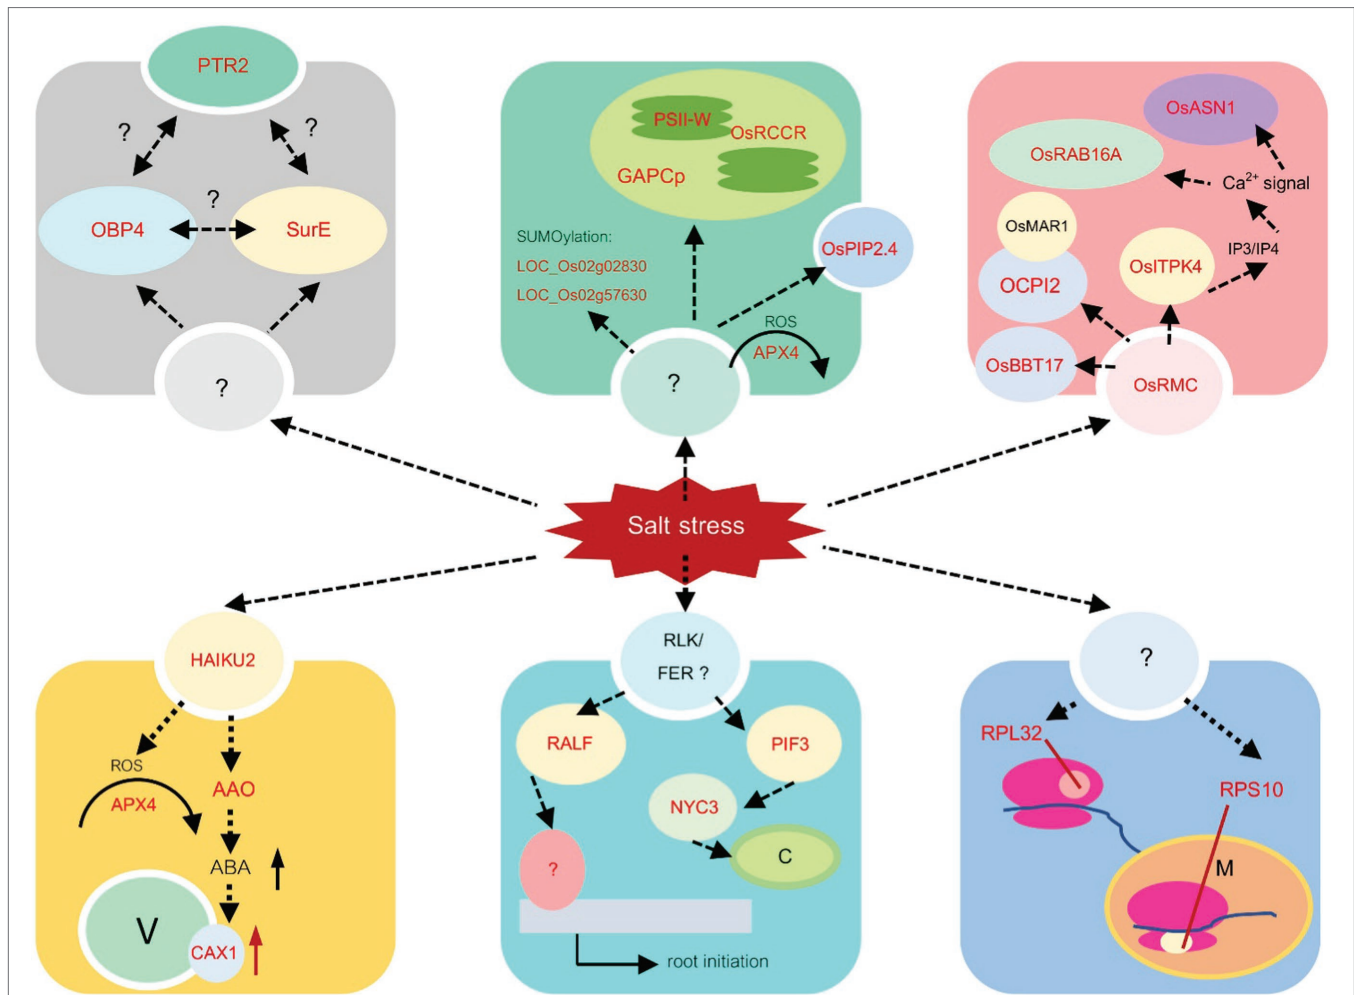 PTR2
?
?
?
OBP4
SurE
?
PSII-W
OsRCCR
GAPCp
SUMOylation:
LOC_Os02g02830
LOC_Os02g57630
OsPIP2.4
ROS
APX4
?
OsASN1
OsRAB16A
Ca2+ signal
OsMAR1
IP3/IP4
OsITPK4
OCPI2
OsBBT17
OsRMC
Salt stress
HAIKU2
ROS
APX4
AAO
ABA
V
CAX1
RLK/
FER ?
RALF
PIF3
NYC3
C
?
root initiation
?
RPL32
RPS10
M